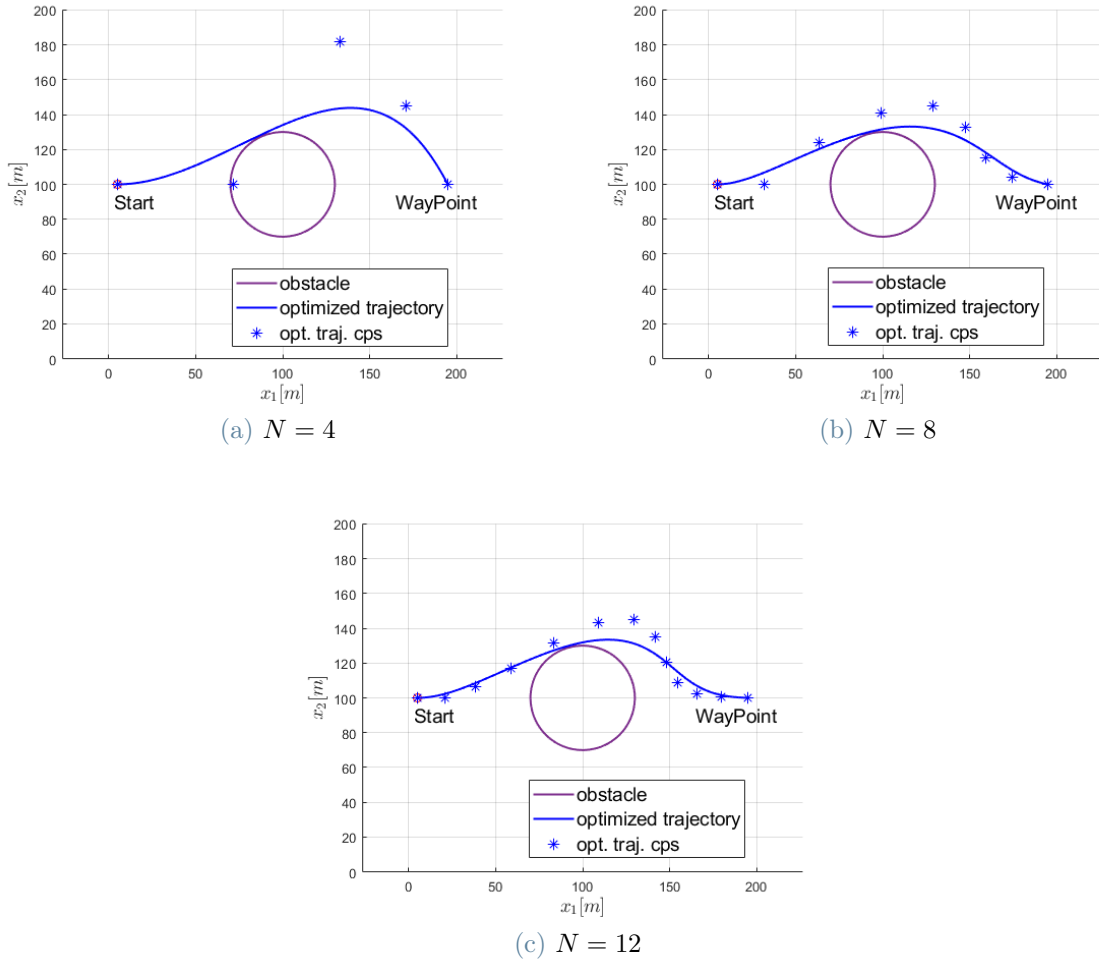 200
180
160
140
120
100
80
60
40
20
0
x₂[m]
Start
WayPoint
obstacle
optimized trajectory
opt. traj. cps
0 50 100 150 200
x₁[m]
(a) N = 4
200
180
160
140
120
100
80
60
40
20
0
x₂[m]
Start
WayPoint
obstacle
optimized trajectory
opt. traj. cps
0 50 100 150 200
x₁[m]
(b) N = 8
200
180
160
140
120
100
80
60
40
20
0
x₂[m]
Start
WayPoint
obstacle
optimized trajectory
opt. traj. cps
0 50 100 150 200
x₁[m]
(c) N = 12